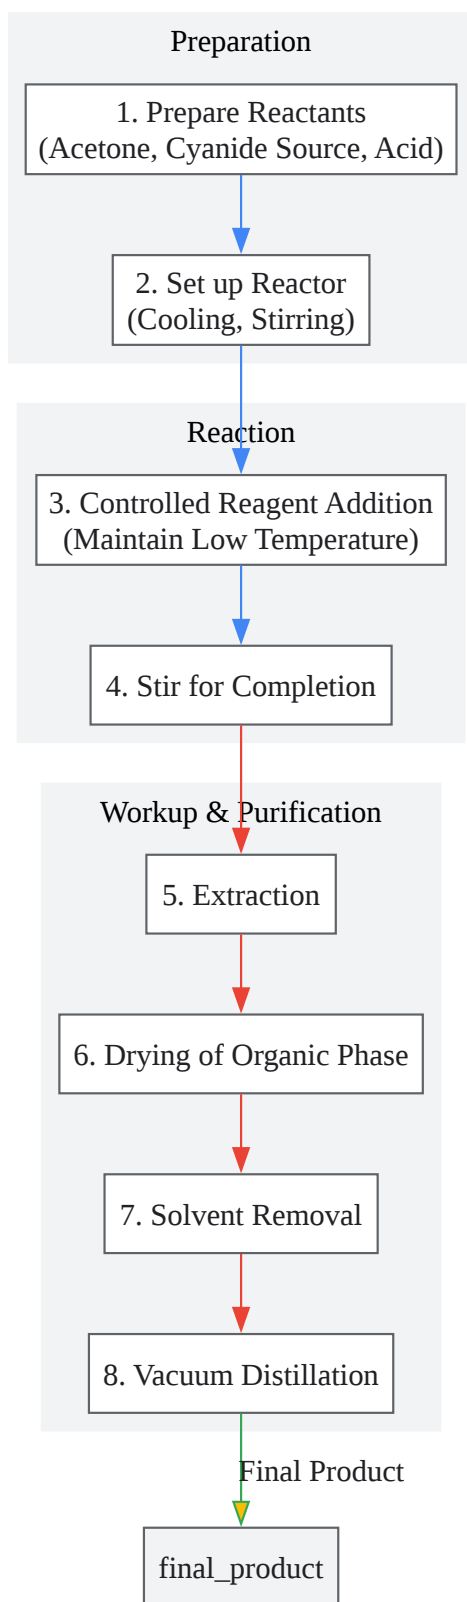 Preparation
1. Prepare Reactants
(Acetone, Cyanide Source, Acid)
2. Set up Reactor
(Cooling, Stirring)
Reaction
3. Controlled Reagent Addition
(Maintain Low Temperature)
4. Stir for Completion
Workup & Purification
5. Extraction
6. Drying of Organic Phase
7. Solvent Removal
8. Vacuum Distillation
Final Product
final_product